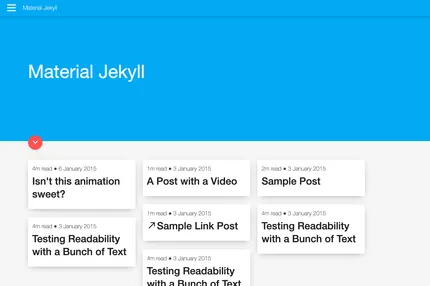 Material Jekyll
Material Jekyll
4m read • 6 January 2015
Isn't this animation
sweet?
1m read • 3 January 2015
A Post with a Video
2m read • 3 January 2015
Sample Post
4m read • 3 January 2015
Testing Readability
with a Bunch of Text
1m read • 3 January 2015
↗Sample Link Post
4m read • 3 January 2015
Testing Readability
with a Bunch of Text
4m read • 3 January 2015
Testing Readability
with a Bunch of Text